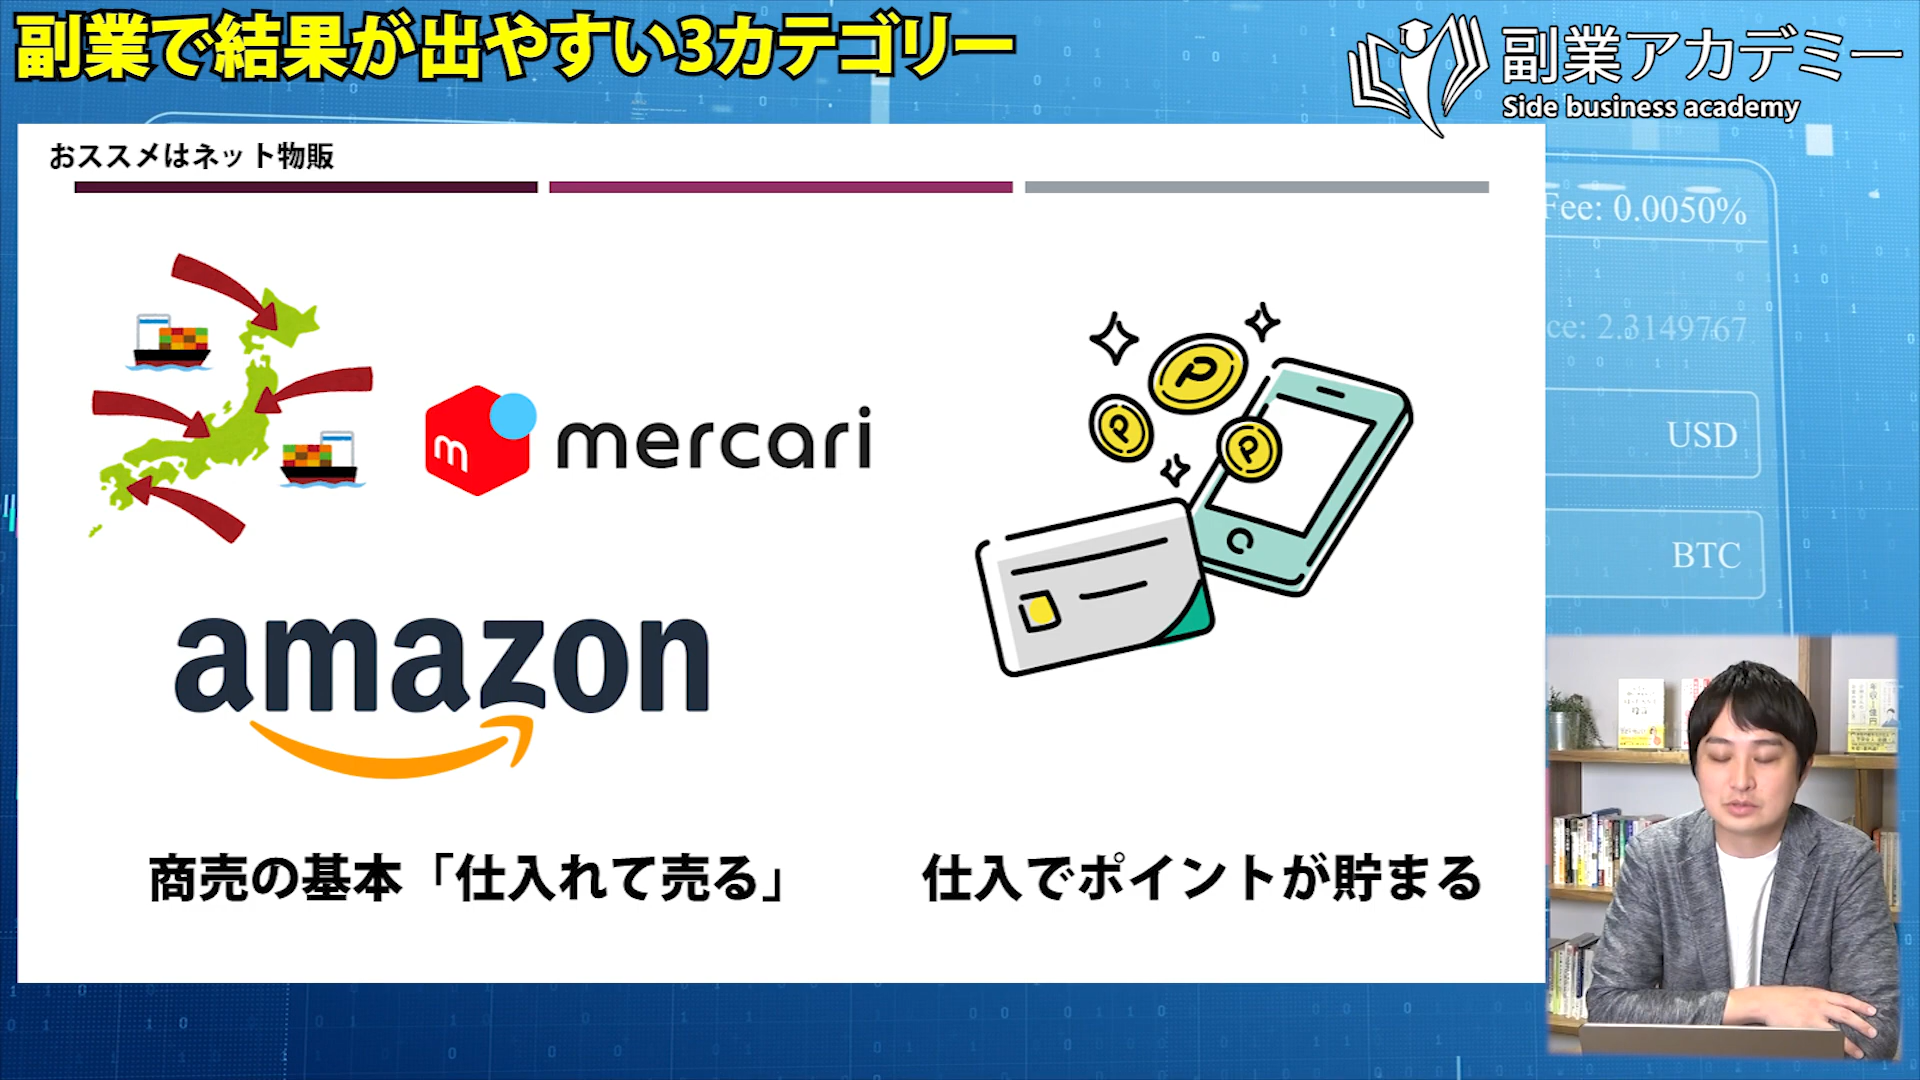 副業で結果が出やすい3カテゴリー
副業アカデミー
Side business academy
おススメはネット物販
Fee: 0.0050%
ce: 2.3149767
USD
BTC
m mercari
P
P
P
amazon
商売の基本「仕入れて売る」
仕入でポイントが貯まる